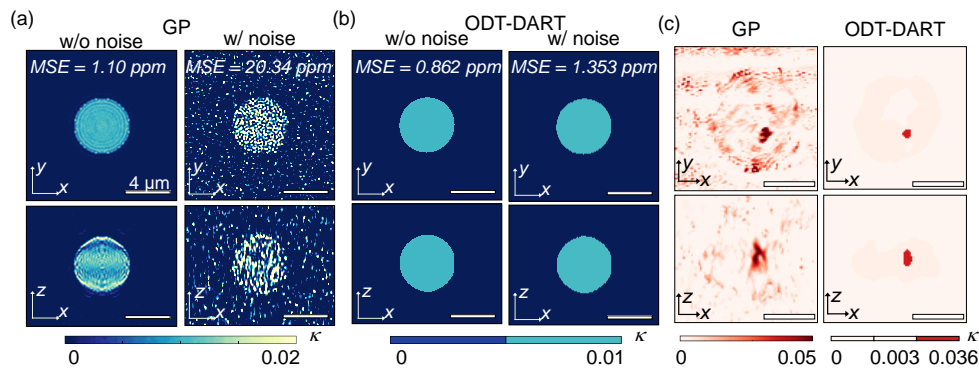 (a) GP
w/o noise w/ noise
MSE = 1.10 ppm MSE = 20.34 ppm
y x 4 μm y x
z x z x
0 0.02 κ
(b) ODT-DART
w/o noise w/ noise
MSE = 0.862 ppm MSE = 1.353 ppm
y x y x
z x z x
0 0.01 κ
(c) GP ODT-DART
y x y x
z x z x
0 0.05 0 0.003 0.036 κ